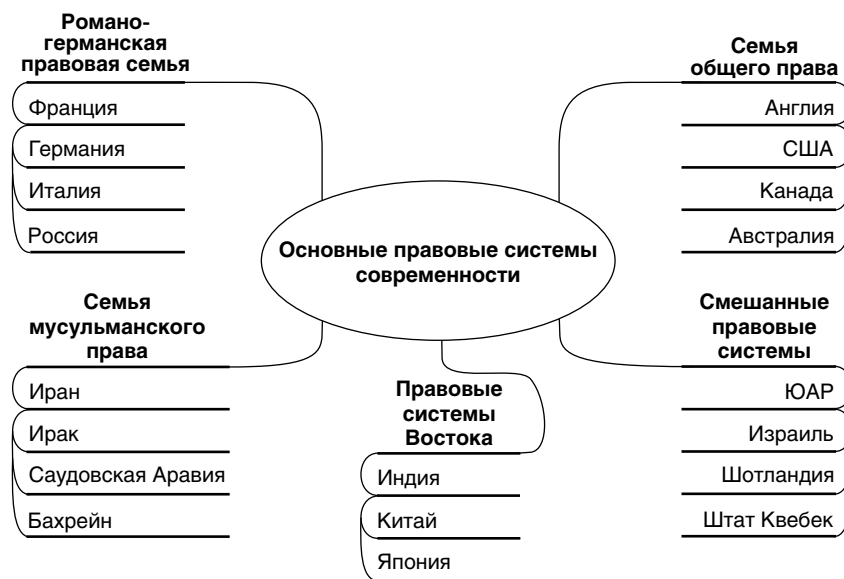 Романо-
германская
правовая семья
Франция
Германия
Италия
Россия
Семья
общего права
Англия
США
Канада
Австралия
Основные правовые системы
современности
Семья
мусульманского
права
Иран
Ирак
Саудовская Аравия
Бахрейн
Правовые
системы
Востока
Индия
Китай
Япония
Смешанные
правовые
системы
ЮАР
Израиль
Шотландия
Штат Квебек